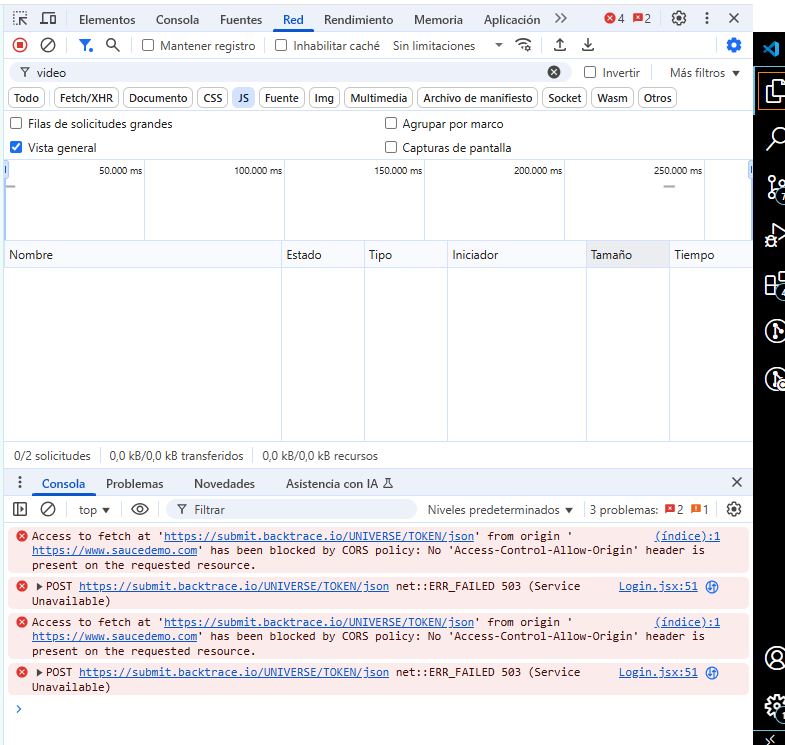 Elementos Consola Fuentes Red Rendimiento Memoria Aplicación 4 2
Mantener registro Inhabilitar caché Sin limitaciones
video Invertir Más filtros
Todo Fetch/XHR Documento CSS JS Fuente Img Multimedia Archivo de manifiesto Socket Wasm Otros
Filas de solicitudes grandes Agrupar por marco
Vista general Capturas de pantalla
50.000 ms 100.000 ms 150.000 ms 200.000 ms 250.000 ms
Nombre Estado Tipo Iniciador Tamaño Tiempo
0/2 solicitudes 0,0 kB/0,0 kB transferidos 0,0 kB/0,0 kB recursos
Consola Problemas Novedades Asistencia con IA
top Filtrar Niveles predeterminados 3 problemas: 2 1
Access to fetch at 'https://submit.backtrace.io/UNIVERSE/TOKEN/json' from origin ' (índice):1
https://www.saucedemo.com' has been blocked by CORS policy: No 'Access-Control-Allow-Origin' header is
present on the requested resource.
POST https://submit.backtrace.io/UNIVERSE/TOKEN/json net::ERR_FAILED 503 (Service Login.jsx:51
Unavailable)
Access to fetch at 'https://submit.backtrace.io/UNIVERSE/TOKEN/json' from origin ' (índice):1
https://www.saucedemo.com' has been blocked by CORS policy: No 'Access-Control-Allow-Origin' header is
present on the requested resource.
POST https://submit.backtrace.io/UNIVERSE/TOKEN/json net::ERR_FAILED 503 (Service Login.jsx:51
Unavailable)